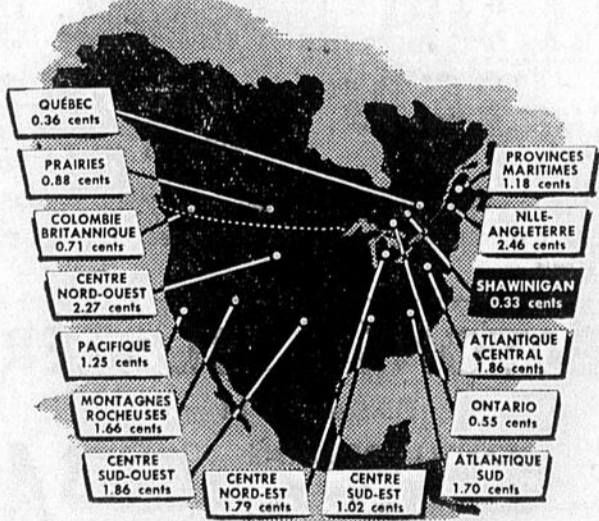 QUÉBEC
0.36 cents
PRAIRIES
0.88 cents
COLOMBIE
BRITANNIQUE
0.71 cents
CENTRE
NORD-OUEST
2.27 cents
PACIFIQUE
1.25 cents
MONTAGNES
ROCHEUSES
1.66 cents
CENTRE
SUD-OUEST
1.86 cents
CENTRE
NORD-EST
1.79 cents
CENTRE
SUD-EST
1.02 cents
PROVINCES
MARITIMES
1.18 cents
NLLE-
ANGLETERRE
2.46 cents
SHAWINIGAN
0.33 cents
ATLANTIQUE
CENTRAL
1.86 cents
ONTARIO
0.55 cents
ATLANTIQUE
SUD
1.70 cents